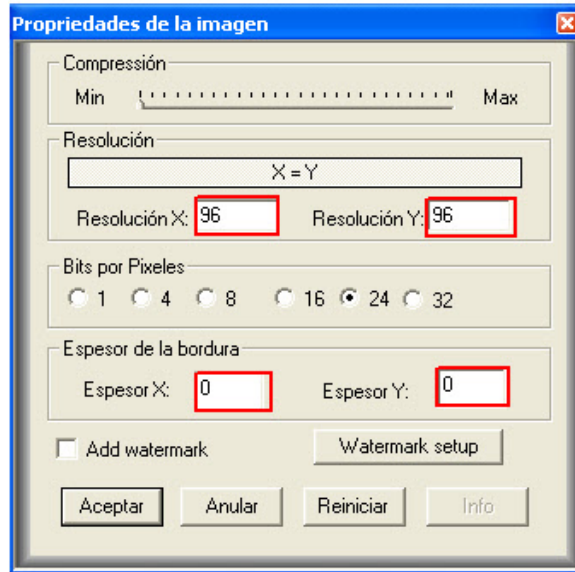 Propriedades de la imagen
Compressión
Min Max
Resolución
X = Y
Resolución X: 96 Resolución Y: 96
Bits por Pixeles
1 4 8 16 24 32
Espesor de la bordura
Espesor X: 0 Espesor Y: 0
Add watermark Watermark setup
Aceptar Anular Reiniciar Info